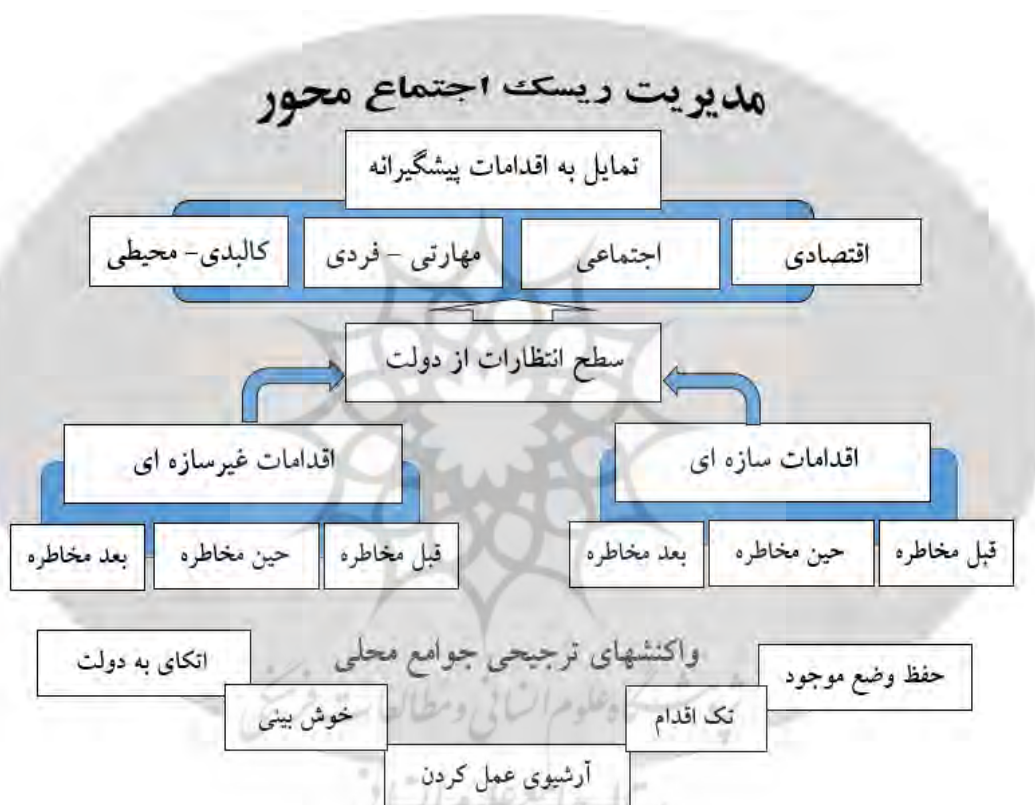 مدیریت ریسک اجتماع محور
تمایل به اقدامات پیشگیرانه
اقتصادی
اجتماعی
مهارتی - فردی
کالبدی- محیطی
سطح انتظارات از دولت
اقدامات سازه ای
اقدامات غیرسازه ای
قبل مخاطره
حین مخاطره
بعد مخاطره
قبل مخاطره
حین مخاطره
بعد مخاطره
واکنشهای ترجیحی جوامع محلی
حفظ وضع موجود
تک اقدام
آرشیوی عمل کردن
خوش بینی
اتکای به دولت